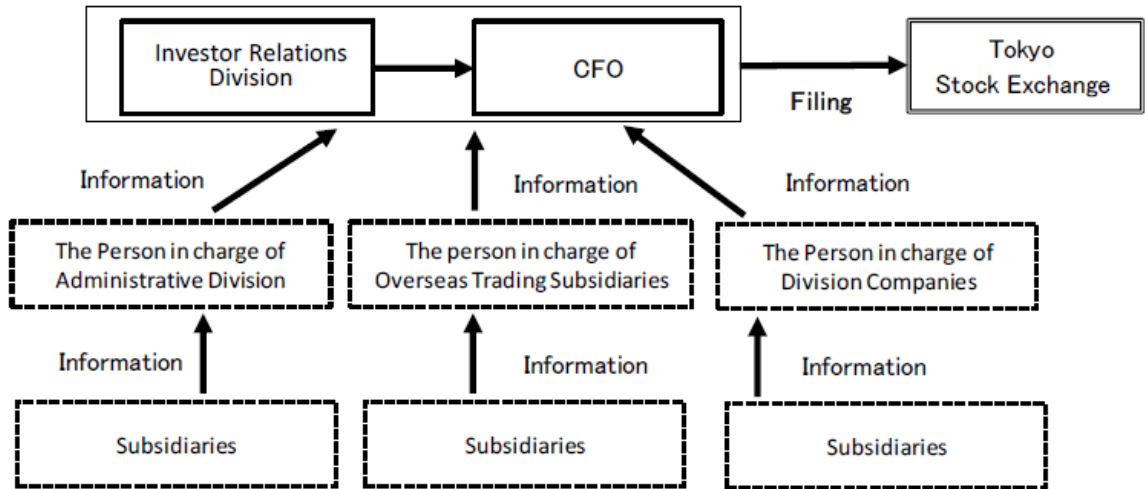 Investor Relations
Division
CFO
Tokyo
Stock Exchange
Filing
Information
Information
Information
The Person in charge of
Administrative Division
The person in charge of
Overseas Trading Subsidiaries
The Person in charge of
Division Companies
Information
Information
Information
Subsidiaries
Subsidiaries
Subsidiaries